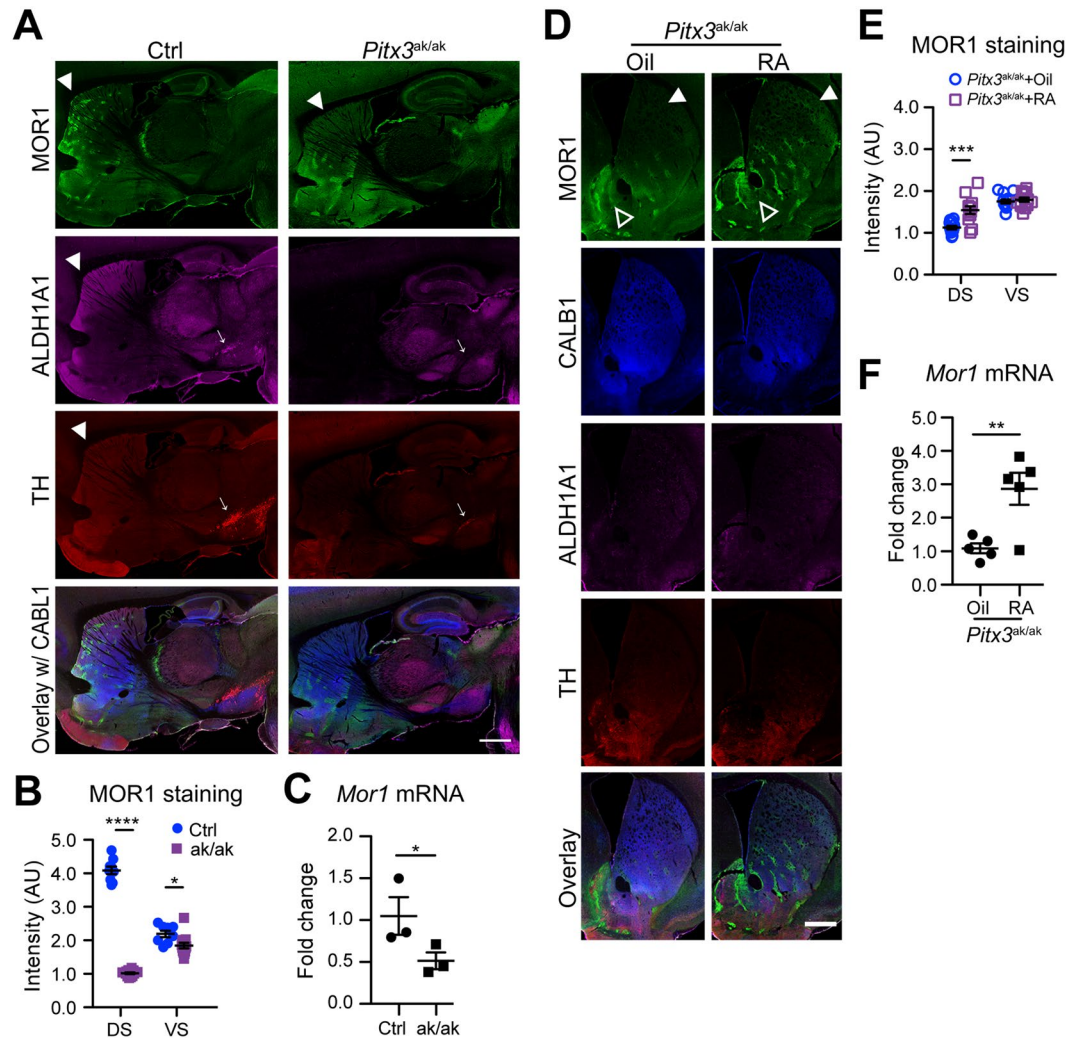 A
Ctrl
Pitx3ak/ak
MOR1
ALDH1A1
TH
Overlay w/ CABL1
B
MOR1 staining
Ctrl
ak/ak
****
*
Intensity (AU)
5.0
4.0
3.0
2.0
1.0
0.0
DS
VS
C
Mor1 mRNA
*
Fold change
2.0
1.5
1.0
0.5
0.0
Ctrl
ak/ak
D
Pitx3ak/ak
Oil
RA
MOR1
CALB1
ALDH1A1
TH
Overlay
E
MOR1 staining
Pitx3ak/ak+Oil
Pitx3ak/ak+RA
***
Intensity (AU)
4.0
3.0
2.0
1.0
0.0
DS
VS
F
Mor1 mRNA
**
Fold change
5.0
4.0
3.0
2.0
1.0
0.0
Oil
RA
Pitx3ak/ak